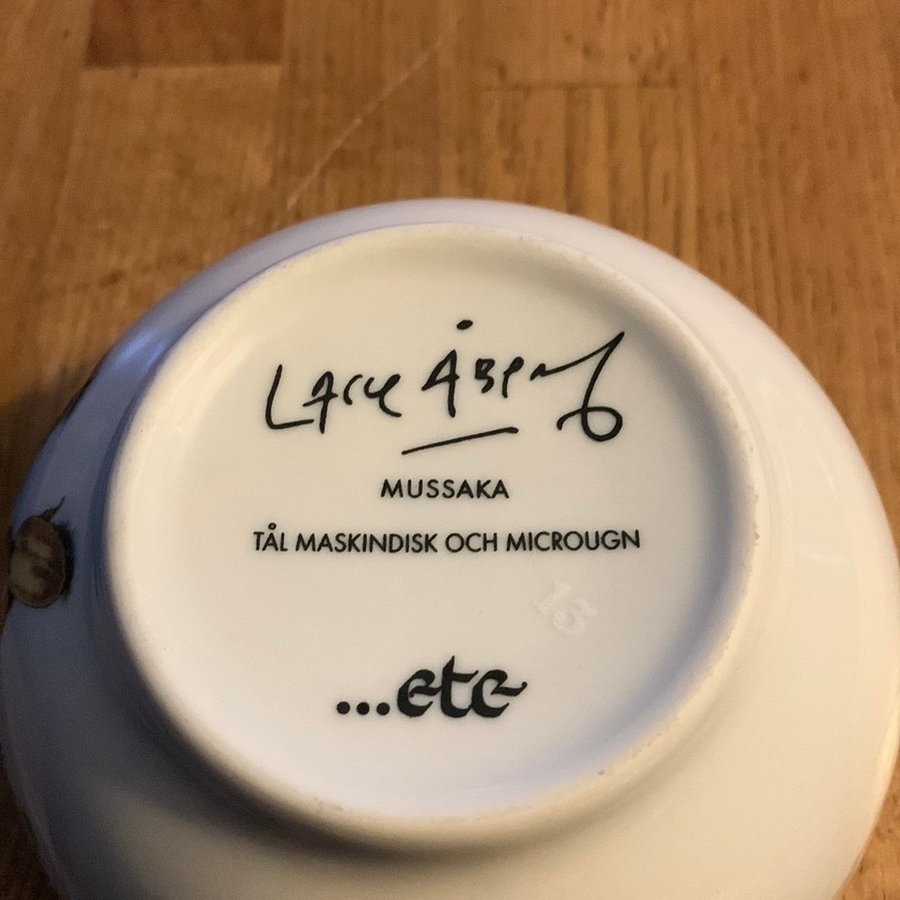 Lasse Åberg
MUSSAKA
TÅL MASKINDISK OCH MICROUGN
13
...etc